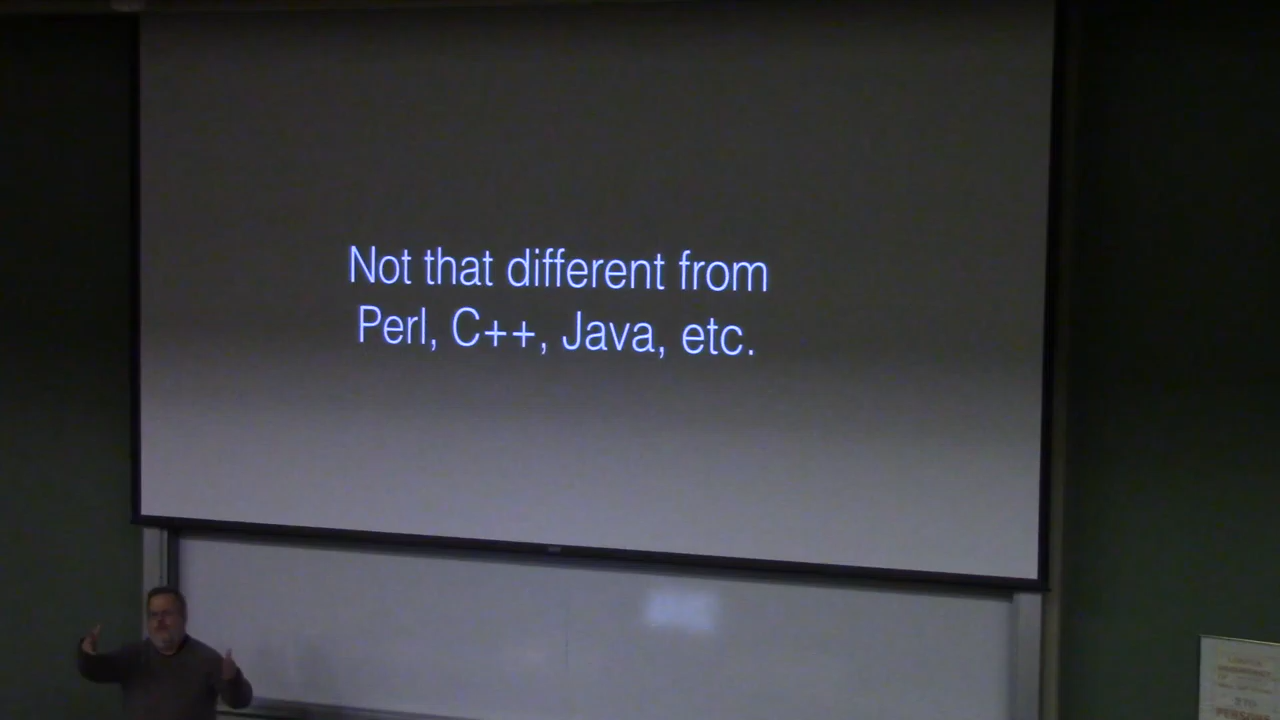 Not that different from
Perl, C++, Java, etc.